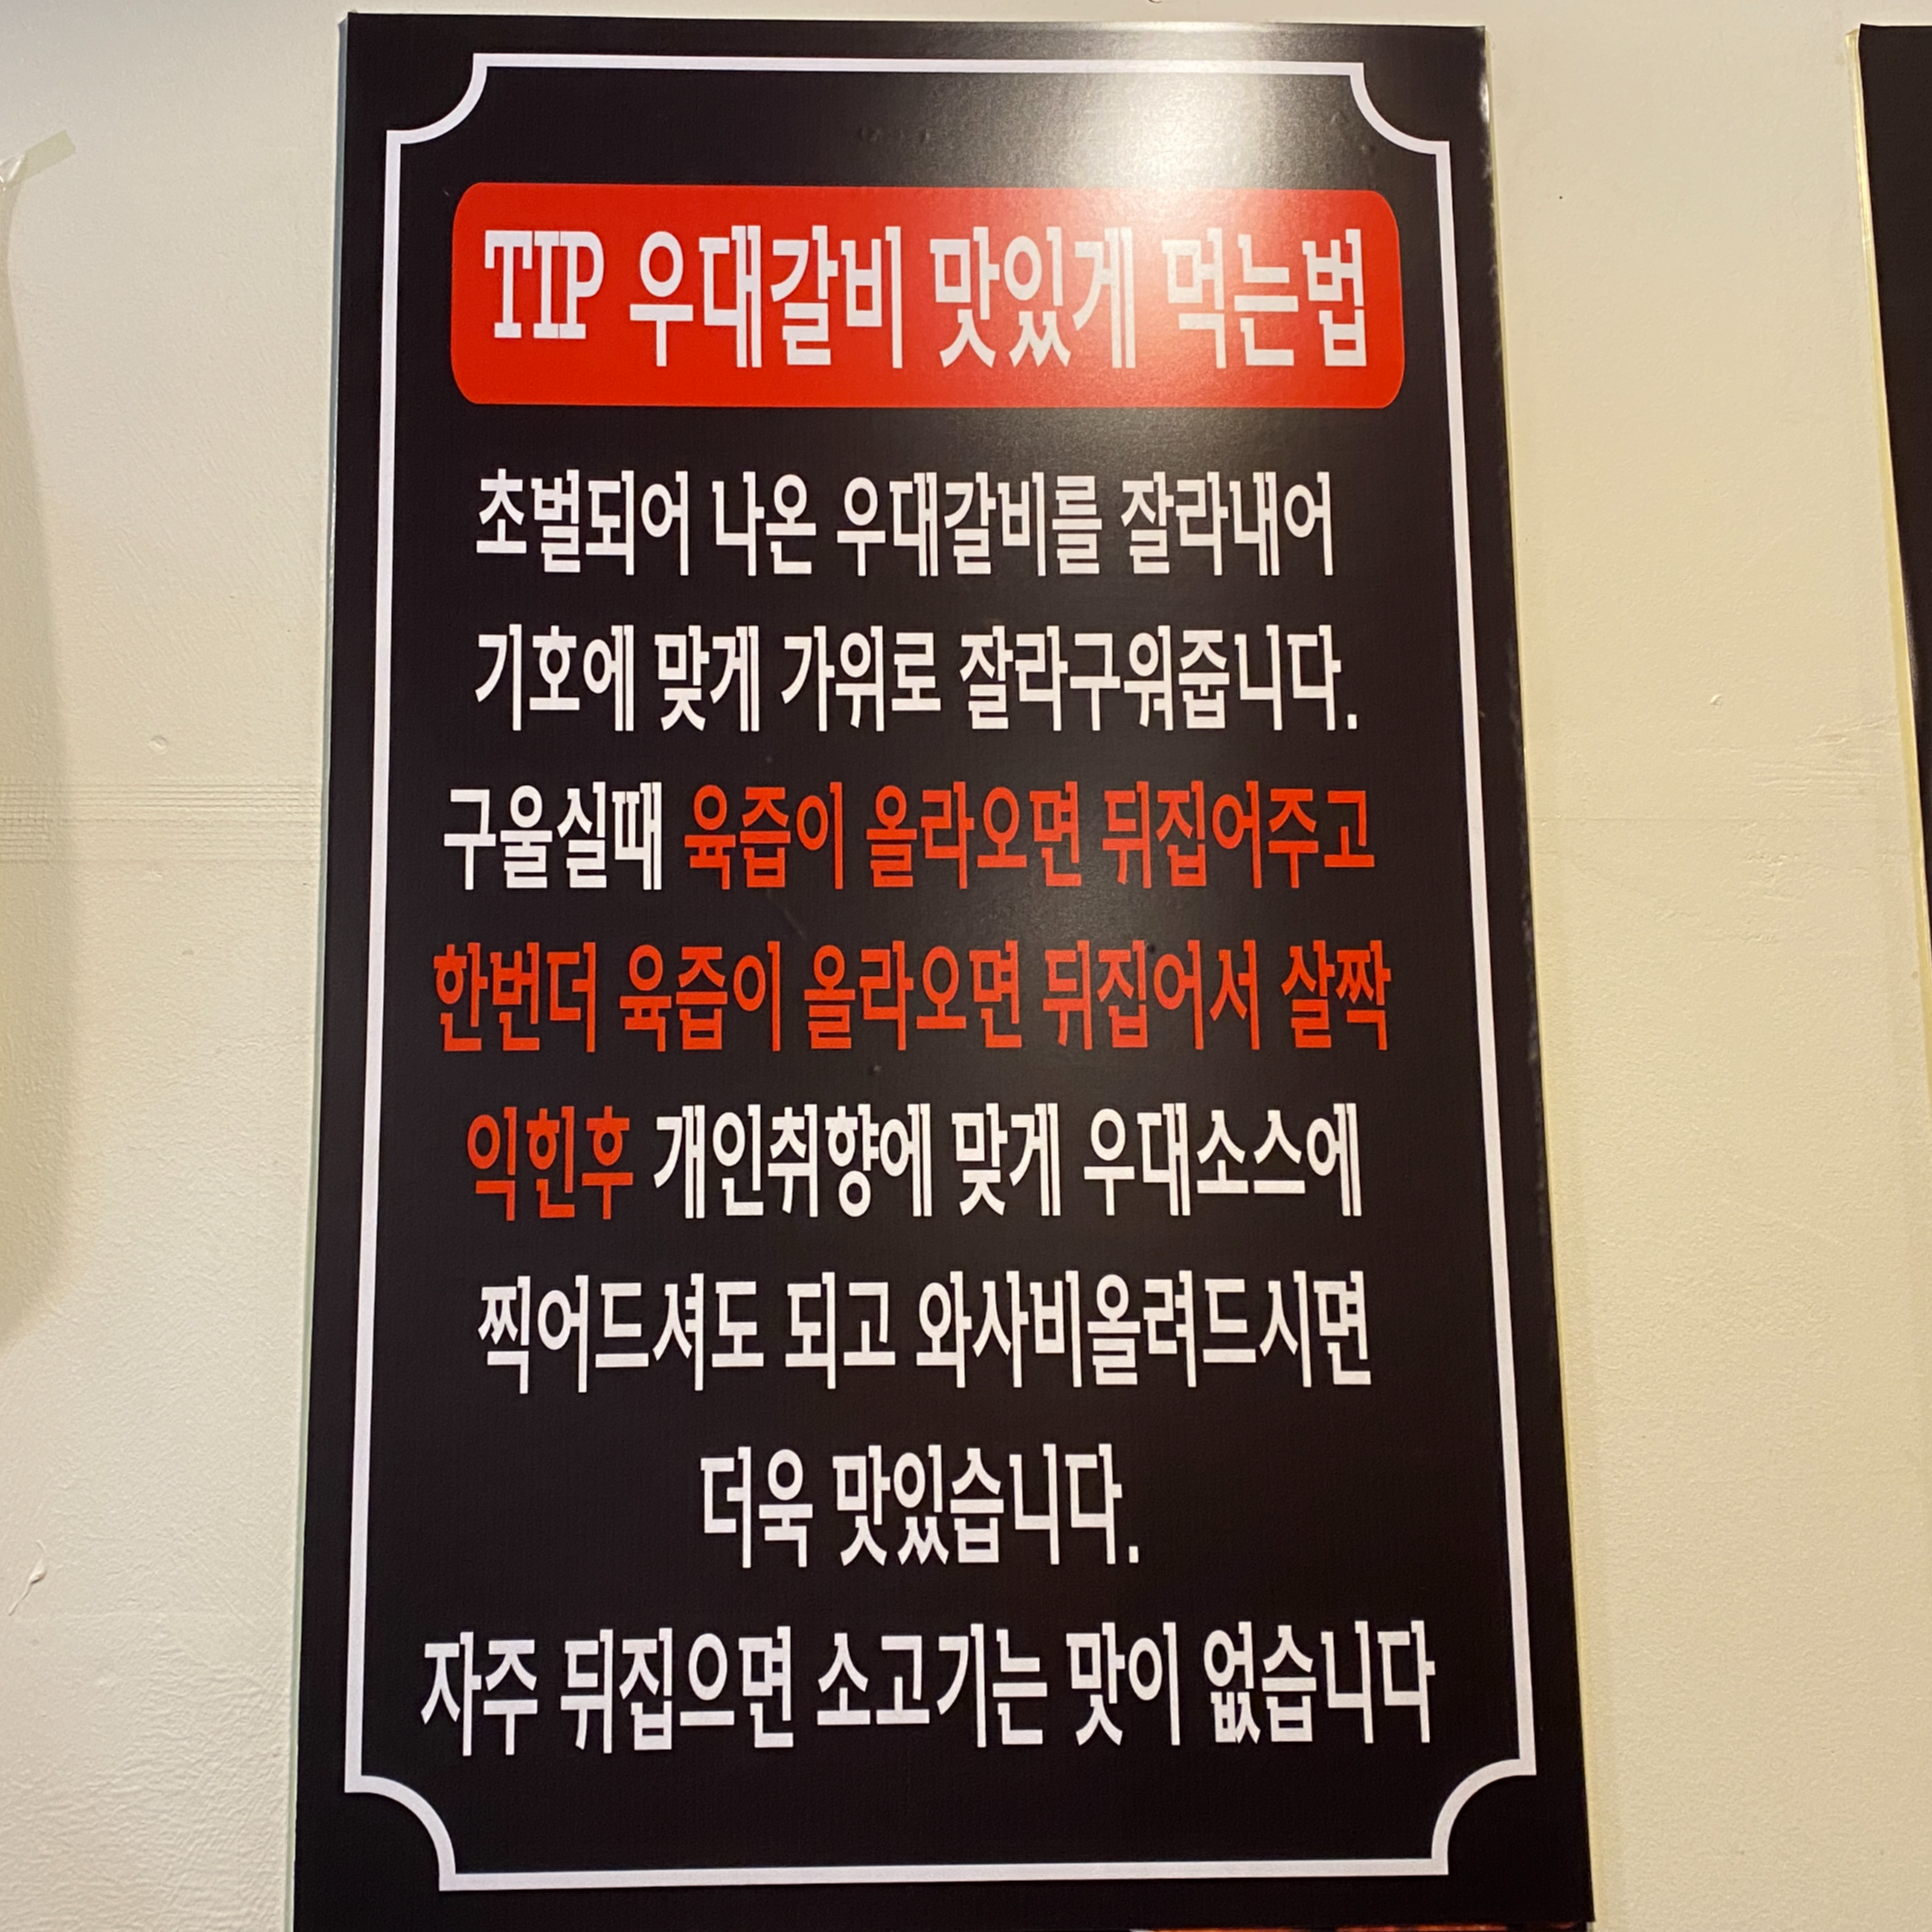 TIP 우대갈비 맛있게 먹는법
초벌되어 나온 우대갈비를 잘라내어
기호에 맞게 가위로 잘라구워줍니다.
구울실때 육즙이 올라오면 뒤집어주고
한번더 육즙이 올라오면 뒤집어서 살짝
익힌후 개인취향에 맞게 우대소스에
찍어드셔도 되고 와사비올려드시면
더욱 맛있습니다.
자주 뒤집으면 소고기는 맛이 없습니다